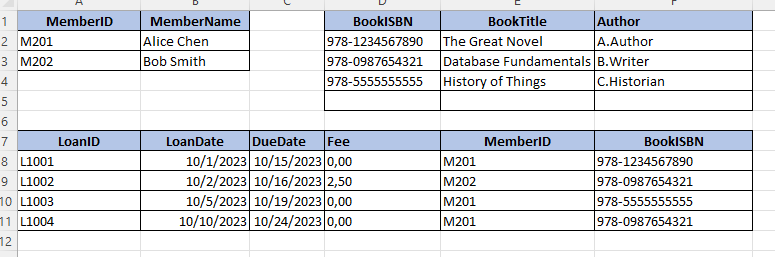 A B C D E F
1 MemberID MemberName BookISBN BookTitle Author
2 M201 Alice Chen 978-1234567890 The Great Novel A.Author
3 M202 Bob Smith 978-0987654321 Database Fundamentals B.Writer
4 978-5555555555 History of Things C.Historian
5
6
7 LoanID LoanDate DueDate Fee MemberID BookISBN
8 L1001 10/1/2023 10/15/2023 0,00 M201 978-1234567890
9 L1002 10/2/2023 10/16/2023 2,50 M202 978-0987654321
10 L1003 10/5/2023 10/19/2023 0,00 M201 978-5555555555
11 L1004 10/10/2023 10/24/2023 0,00 M201 978-0987654321
12